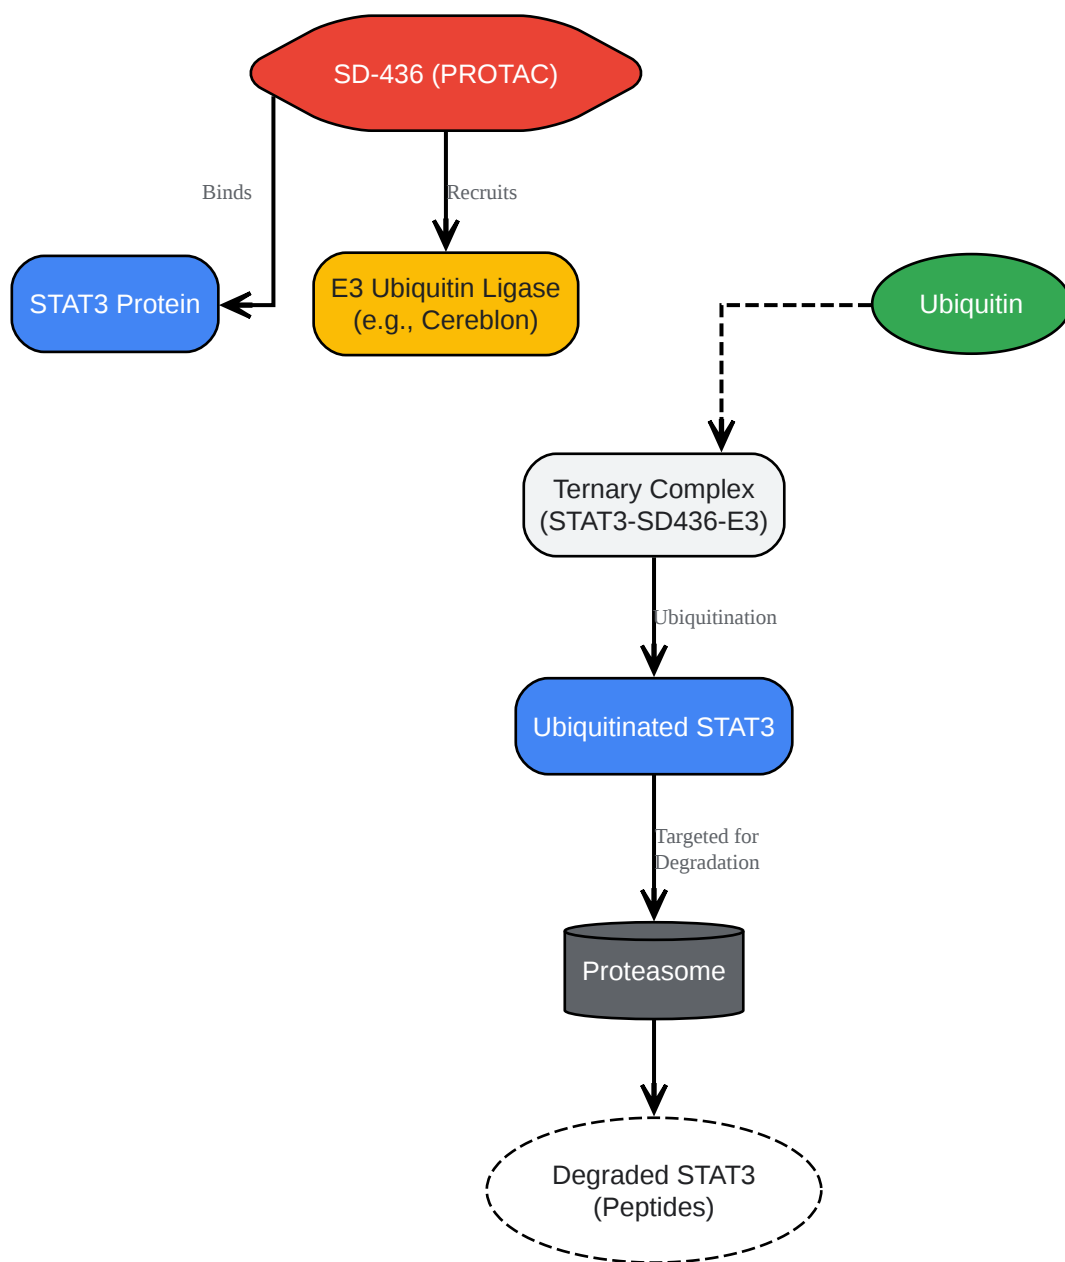 SD-436 (PROTAC)
Binds
Recruits
STAT3 Protein
E3 Ubiquitin Ligase
(e.g., Cereblon)
Ubiquitin
Ternary Complex
(STAT3-SD436-E3)
Ubiquitination
Ubiquitinated STAT3
Targeted for
Degradation
Proteasome
Degraded STAT3
(Peptides)